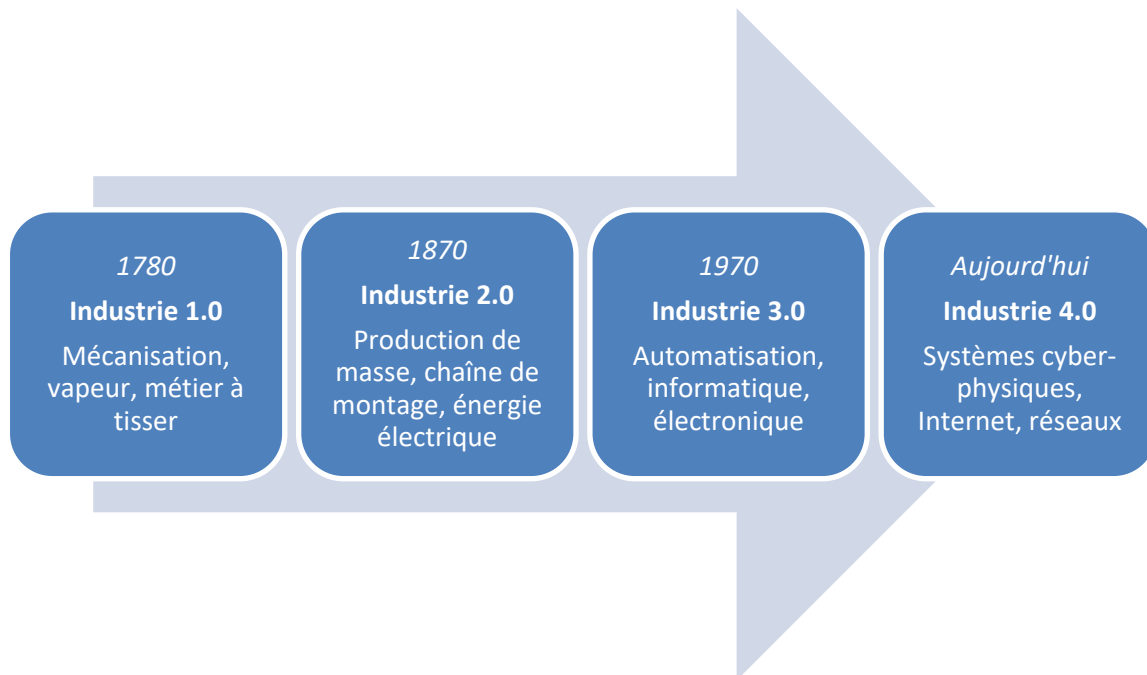 1780
Industrie 1.0
Mécanisation,
vapeur, métier à
tisser
1870
Industrie 2.0
Production de
masse, chaîne de
montage, énergie
électrique
1970
Industrie 3.0
Automatisation,
informatique,
électronique
Aujourd'hui
Industrie 4.0
Systèmes cyber-
physiques,
Internet, réseaux